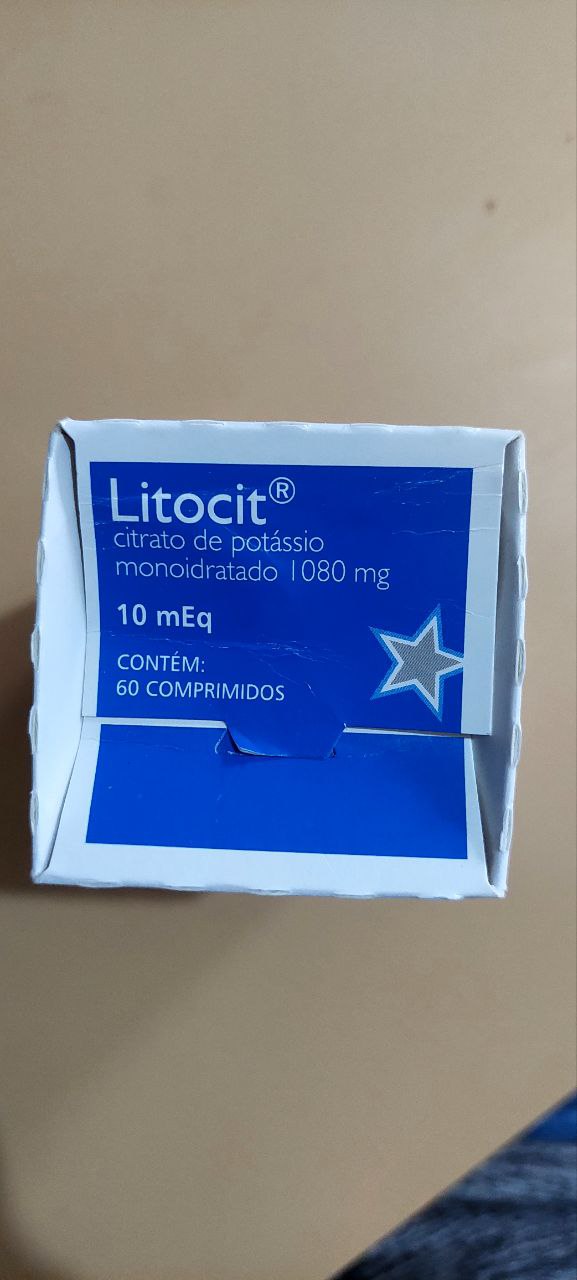 Litocit®
citrato de potássio
monoidratado 1080 mg
10 mEq
CONTÉM:
60 COMPRIMIDOS